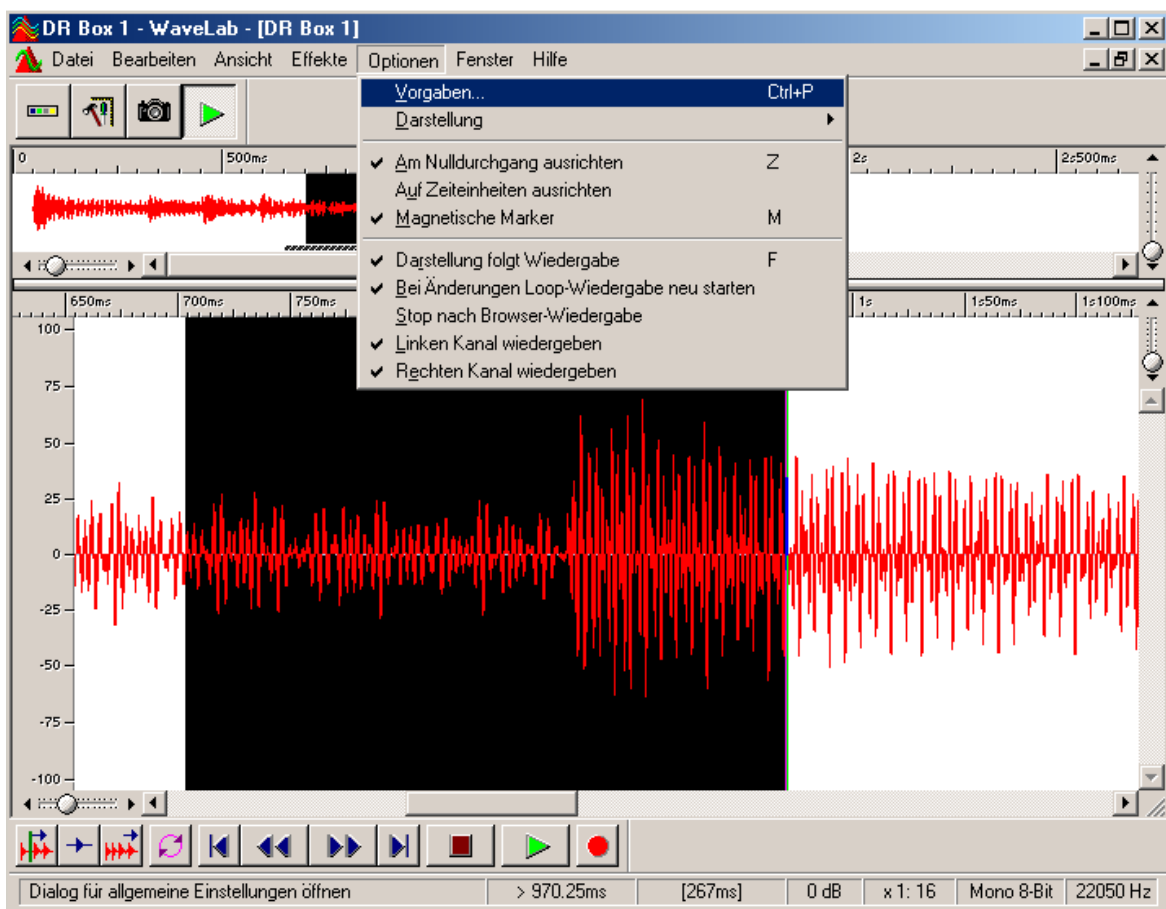 DR Box 1 - WaveLab - [DR Box 1]
Datei Bearbeiten Ansicht Effekte Optionen Fenster Hilfe
Vorgaben... Ctrl+P
Darstellung
0 500ms 2s 2s500ms
Am Nulldurchgang ausrichten Z
Auf Zeiteinheiten ausrichten
Magnetische Marker M
Darstellung folgt Wiedergabe F
Bei Änderungen Loop-Wiedergabe neu starten
650ms 700ms 750ms 1s 1s50ms 1s100ms
Stop nach Browser-Wiedergabe
Linken Kanal wiedergeben
Rechten Kanal wiedergeben
100
75
50
25
0
-25
-50
-75
-100
Dialog für allgemeine Einstellungen öffnen > 970.25ms [267ms] 0 dB x 1: 16 Mono 8-Bit 22050 Hz